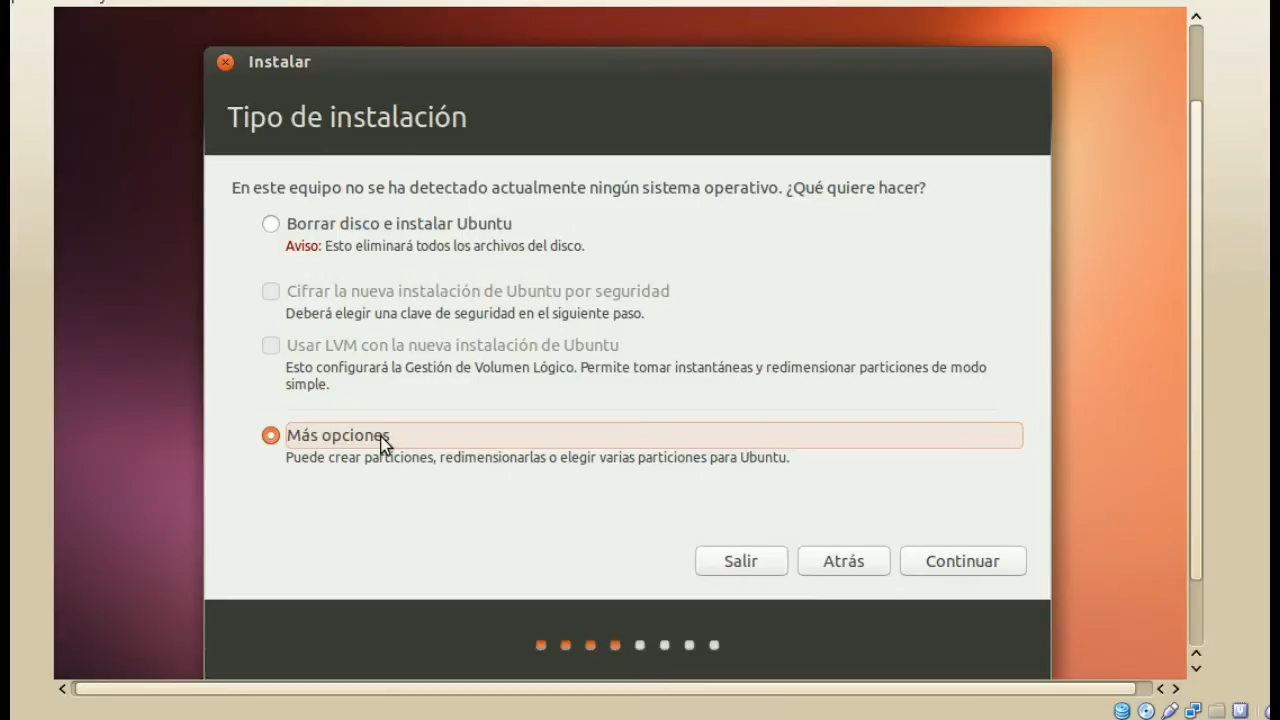 Instalar
Tipo de instalación
En este equipo no se ha detectado actualmente ningún sistema operativo. ¿Qué quiere hacer?
Borrar disco e instalar Ubuntu
Aviso: Esto eliminará todos los archivos del disco.
Cifrar la nueva instalación de Ubuntu por seguridad
Deberá elegir una clave de seguridad en el siguiente paso.
Usar LVM con la nueva instalación de Ubuntu
Esto configurará la Gestión de Volumen Lógico. Permite tomar instantáneas y redimensionar particiones de modo
simple.
Más opciones
Puede crear particiones, redimensionarlas o elegir varias particiones para Ubuntu.
Salir
Atrás
Continuar